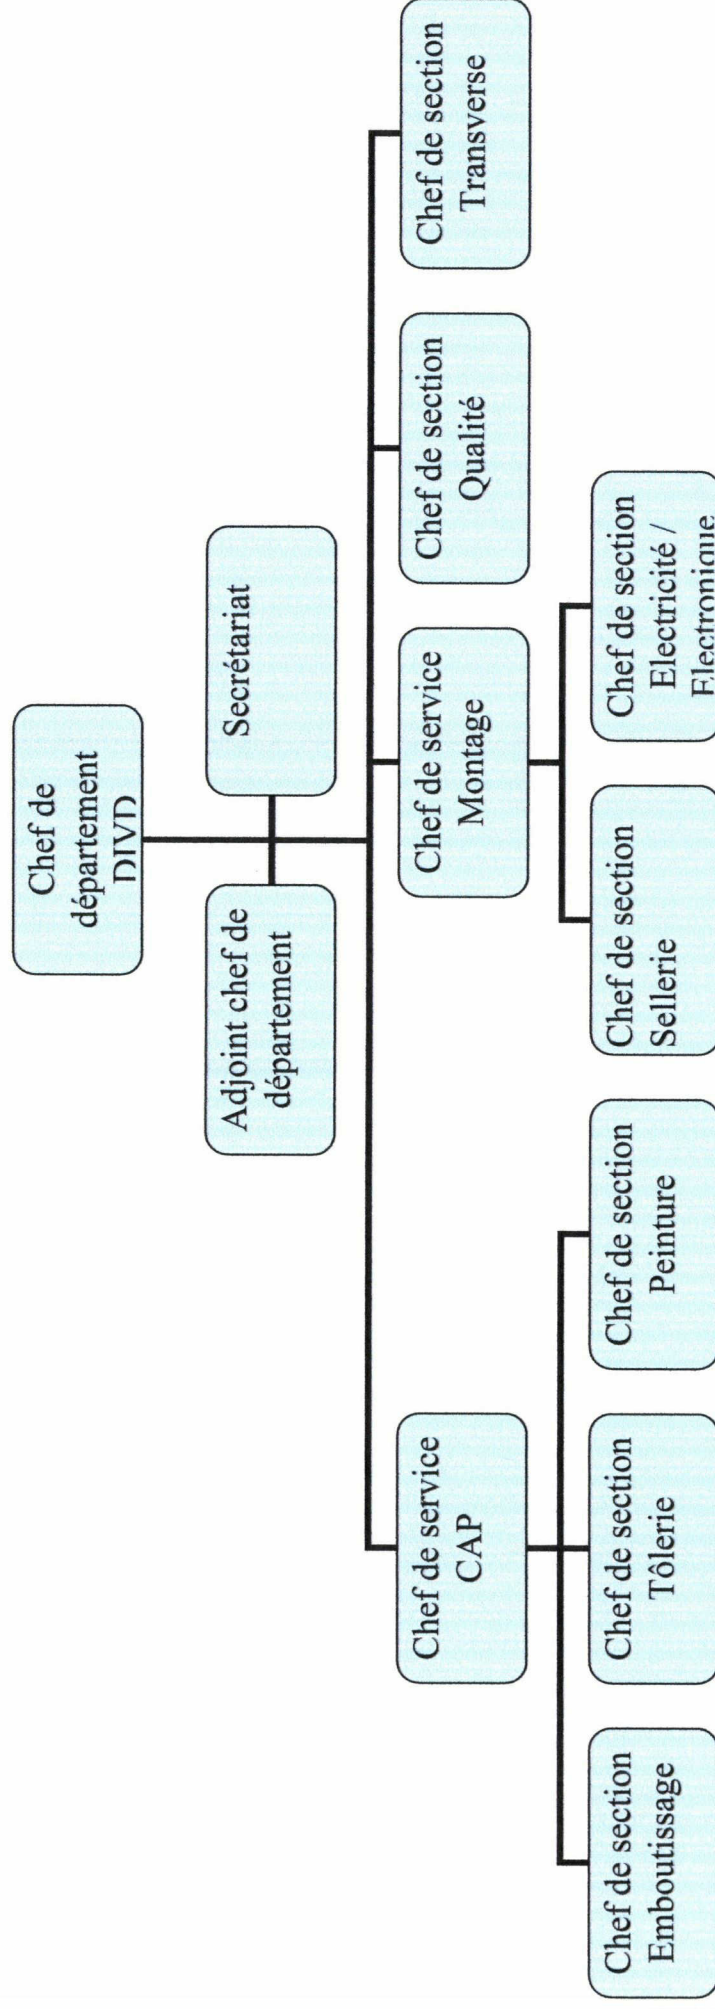 Chef de
département
DIVD
Adjoint chef de
département
Secrétariat
Chef de service
CAP
Chef de service
Montage
Chef de section
Qualité
Chef de section
Transverse
Chef de section
Emboutissage
Chef de section
Tôlerie
Chef de section
Peinture
Chef de section
Sellerie
Chef de section
Electricité /
Electronique